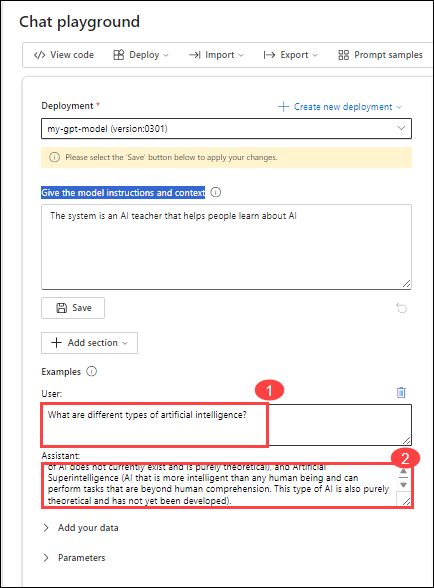 Chat playground
</> View code Deploy Import Export Prompt samples
Deployment * + Create new deployment
my-gpt-model (version:0301)
Please select the 'Save' button below to apply your changes.
Give the model instructions and context
The system is an AI teacher that helps people learn about AI
Save
+ Add section
Examples
1
User:
What are different types of artificial intelligence?
Assistant:
2
of AI does not currently exist and is purely theoretical), and Artificial
Superintelligence (AI that is more intelligent than any human being and can
perform tasks that are beyond human comprehension. This type of AI is also purely
theoretical and has not yet been developed).
Add your data
Parameters